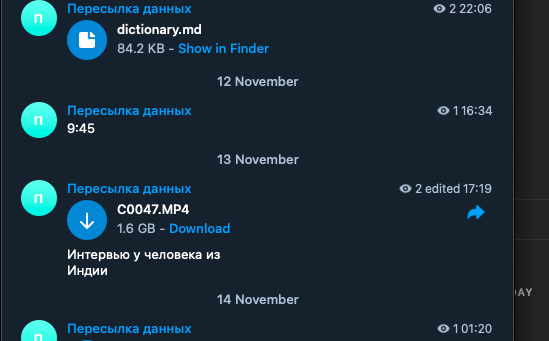 Пересылка данных 2 22:06
П
dictionary.md
84.2 KB - Show in Finder
12 November
Пересылка данных 1 16:34
П
9:45
13 November
Пересылка данных 2 edited 17:19
П
C0047.MP4
1.6 GB - Download
Интервью у человека из
Индии
DAY
14 November
Пересылка данных 1 01:20
П